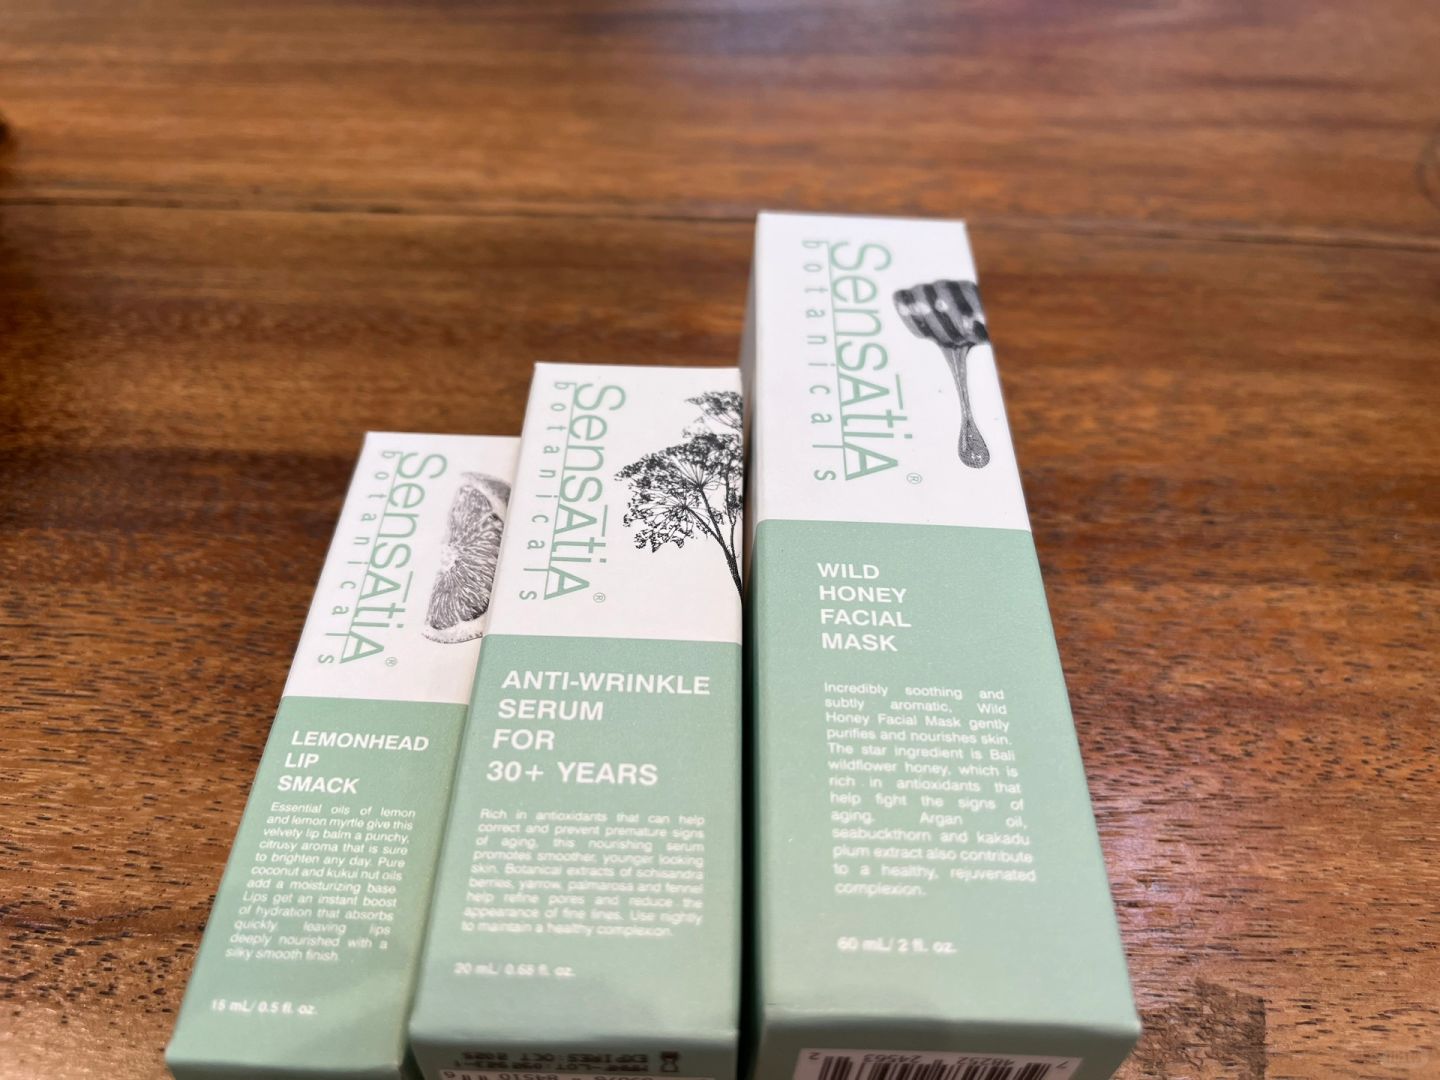 Sensatia
botanicals
®
LEMONHEAD
LIP
SMACK
Essential oils of lemon
and lemon myrtle give this
velvety lip balm a punchy,
citrusy aroma that is sure
to brighten any day. Pure
coconut and kukui nut oils
add a moisturizing base
Lips get an instant boost
of hydration that absorbs
quickly, leaving lips
deeply nourished with a
silky smooth finish.
15 mL/ 0.5 fl. oz.
Sensatia
botanicals
®
ANTI-WRINKLE
SERUM
FOR
30+ YEARS
Rich in antioxidants that can help
correct and prevent premature signs
of aging, this nourishing serum
promotes smoother, younger looking
skin. Botanical extracts of schisandra
berries, yarrow, palmarosa and fennel
help refine pores and reduce the
appearance of fine lines. Use nightly
to maintain a healthy complexion.
20 mL/ 0.68 fl. oz.
Sensatia
botanicals
®
WILD
HONEY
FACIAL
MASK
Incredibly soothing and
subtly aromatic, Wild
Honey Facial Mask gently
purifies and nourishes skin.
The star ingredient is Bali
wildflower honey, which is
rich in antioxidants that
help fight the signs of
aging. Argan oil,
seabuckthorn and kakadu
plum extract also contribute
to a healthy, rejuvenated
complexion.
60 mL/ 2 fl. oz.